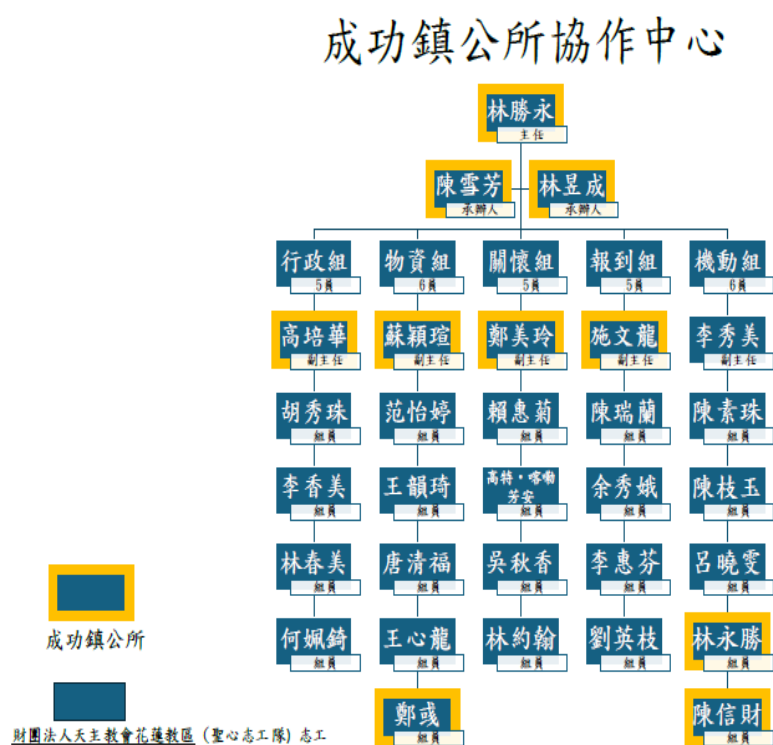 成功鎮公所協作中心
林勝永
主任
陳雪芳
承辦人
林昱成
承辦人
行政組
5員
物資組
6員
關懷組
5員
報到組
5員
機動組
6員
高培華
副主任
蘇穎瑄
副主任
鄭美玲
副主任
施文龍
副主任
李秀美
組員
胡秀珠
組員
范怡婷
組員
賴惠菊
組員
陳瑞蘭
組員
陳素珠
組員
李香美
組員
王韻琦
組員
高特・喀勒
芳安
組員
余秀娥
組員
陳枝玉
組員
林春美
組員
唐清福
組員
吳秋香
組員
李惠芬
組員
呂曉雯
組員
何姵錡
組員
王心龍
組員
林約翰
組員
劉英枝
組員
林永勝
組員
鄭彧
組員
陳信財
組員
成功鎮公所
財團法人天主教會花蓮教區（聖心志工隊）志工